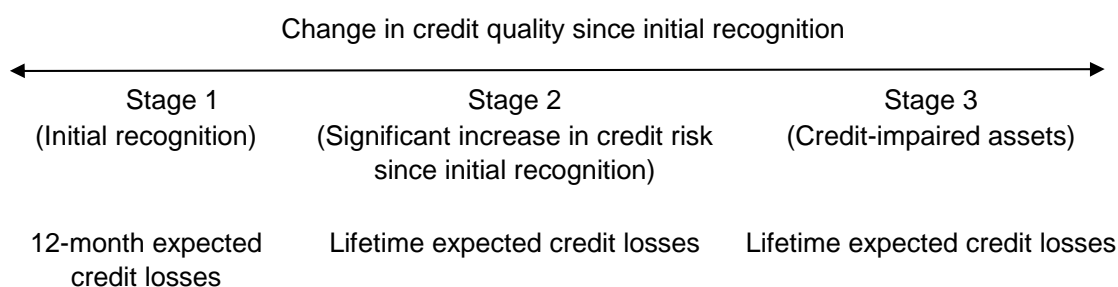 Change in credit quality since initial recognition
Stage 1
(Initial recognition)
Stage 2
(Significant increase in credit risk
since initial recognition)
Stage 3
(Credit-impaired assets)
12-month expected
credit losses
Lifetime expected credit losses
Lifetime expected credit losses